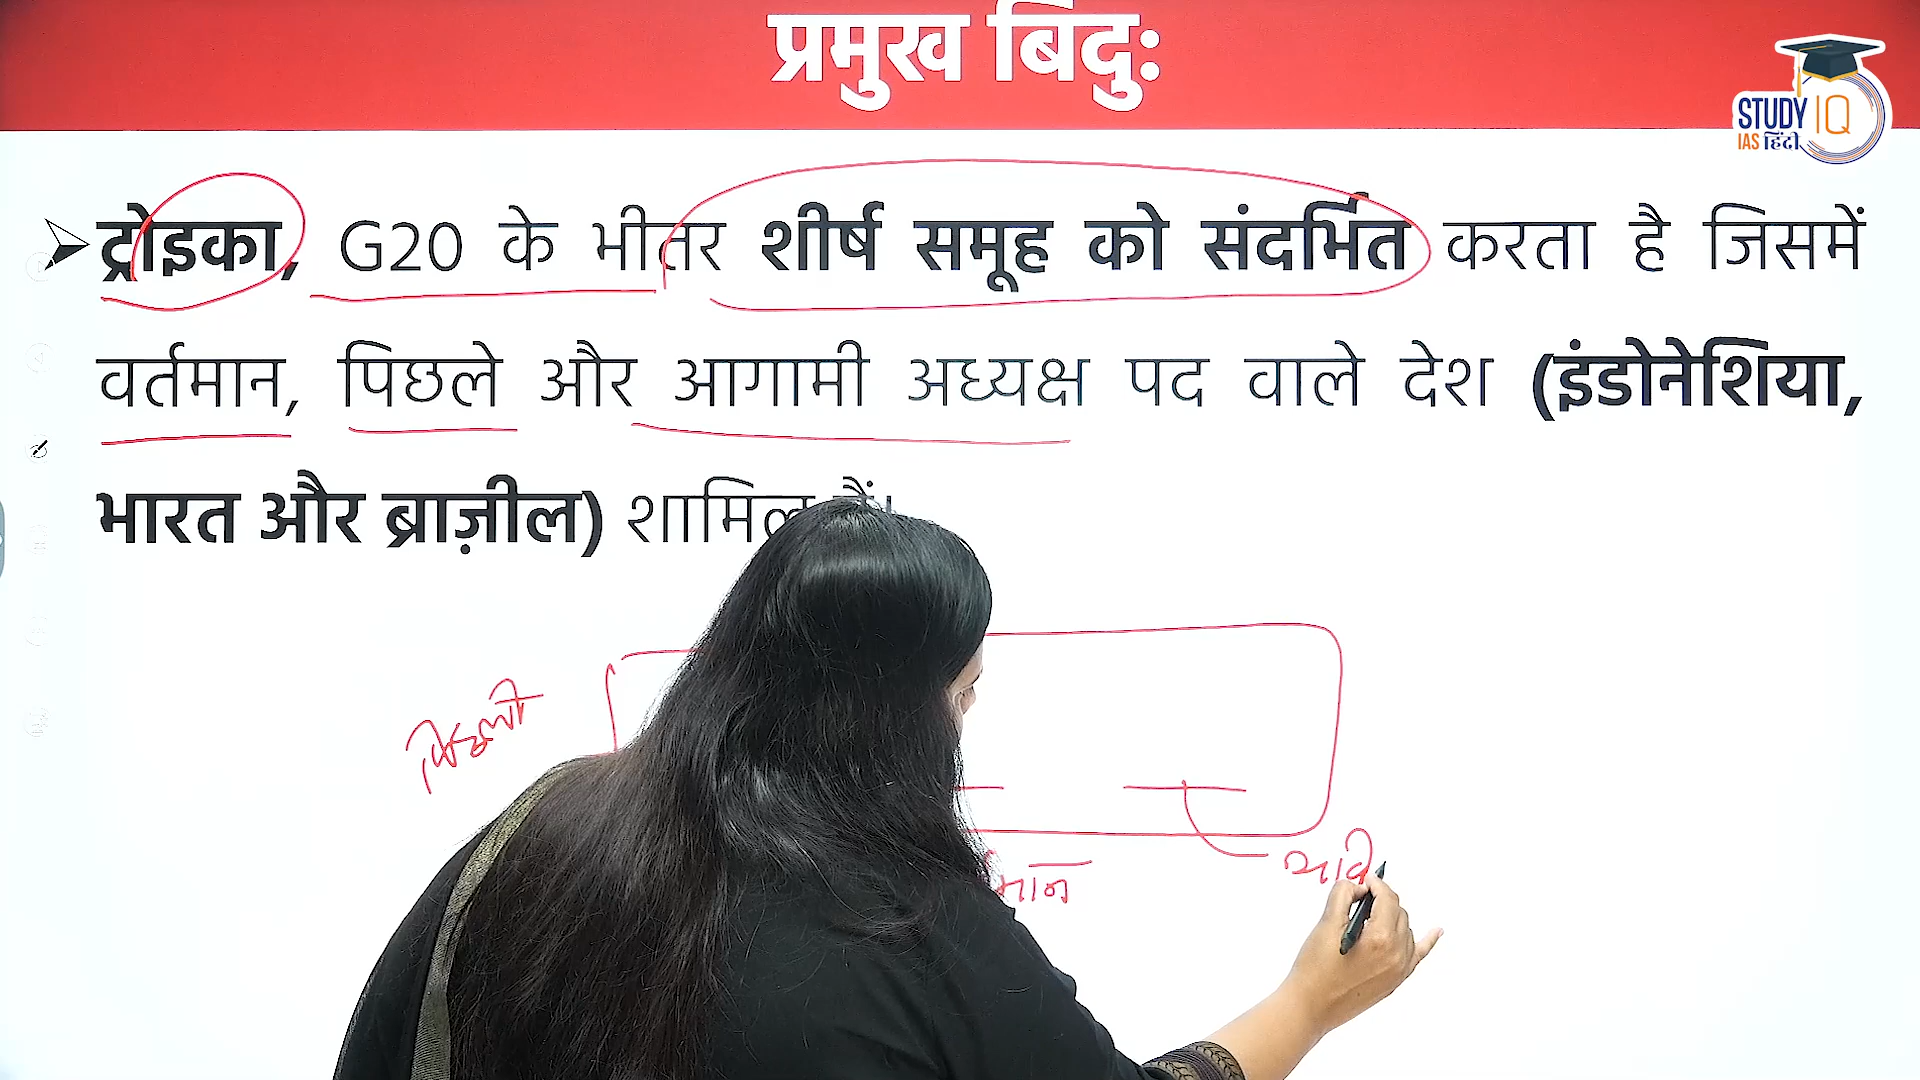 प्रमुख बिंदु:
STUDY IQ
IAS हिंदी
ट्रोइका, G20 के भीतर शीर्ष समूह को संदर्भित करता है जिसमें
वर्तमान, पिछले और आगामी अध्यक्ष पद वाले देश (इंडोनेशिया,
भारत और ब्राज़ील) शामिल हैं।
पिछली
मान
भावि